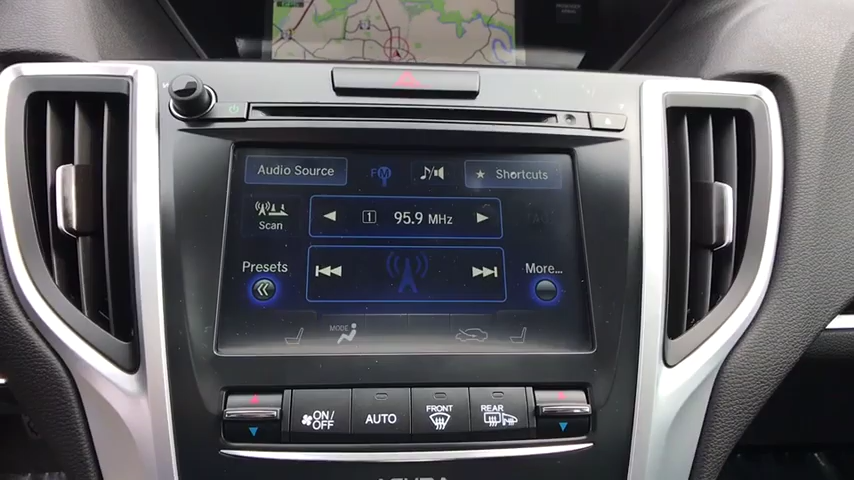 Audio Source
FM
Shortcuts
Scan
1 95.9 MHz
Presets
More...
MODE
ON/
OFF
AUTO
FRONT
REAR